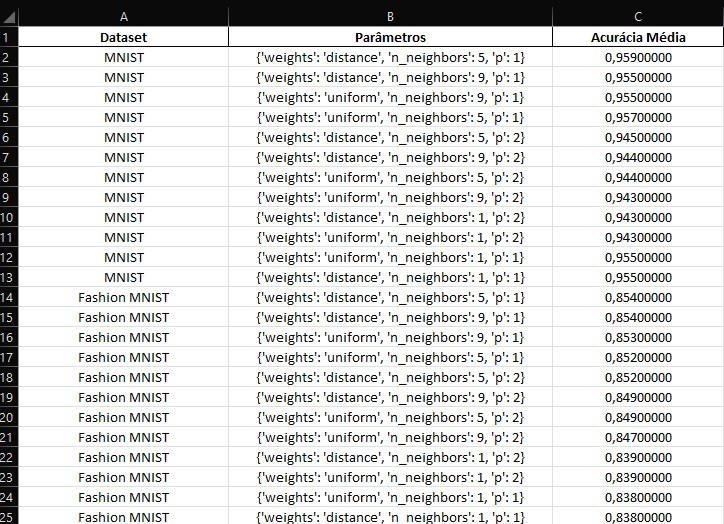 A B C
1 Dataset Parâmetros Acurácia Média
2 MNIST {'weights': 'distance', 'n_neighbors': 5, 'p': 1} 0,95900000
3 MNIST {'weights': 'distance', 'n_neighbors': 9, 'p': 1} 0,95500000
4 MNIST {'weights': 'uniform', 'n_neighbors': 9, 'p': 1} 0,95500000
5 MNIST {'weights': 'uniform', 'n_neighbors': 5, 'p': 1} 0,95700000
6 MNIST {'weights': 'distance', 'n_neighbors': 5, 'p': 2} 0,94500000
7 MNIST {'weights': 'distance', 'n_neighbors': 9, 'p': 2} 0,94400000
8 MNIST {'weights': 'uniform', 'n_neighbors': 5, 'p': 2} 0,94400000
9 MNIST {'weights': 'uniform', 'n_neighbors': 9, 'p': 2} 0,94300000
10 MNIST {'weights': 'distance', 'n_neighbors': 1, 'p': 2} 0,94300000
11 MNIST {'weights': 'uniform', 'n_neighbors': 1, 'p': 2} 0,94300000
12 MNIST {'weights': 'uniform', 'n_neighbors': 1, 'p': 1} 0,95500000
13 MNIST {'weights': 'distance', 'n_neighbors': 1, 'p': 1} 0,95500000
14 Fashion MNIST {'weights': 'distance', 'n_neighbors': 5, 'p': 1} 0,85400000
15 Fashion MNIST {'weights': 'distance', 'n_neighbors': 9, 'p': 1} 0,85400000
16 Fashion MNIST {'weights': 'uniform', 'n_neighbors': 9, 'p': 1} 0,85300000
17 Fashion MNIST {'weights': 'uniform', 'n_neighbors': 5, 'p': 1} 0,85200000
18 Fashion MNIST {'weights': 'distance', 'n_neighbors': 5, 'p': 2} 0,85200000
19 Fashion MNIST {'weights': 'distance', 'n_neighbors': 9, 'p': 2} 0,84900000
20 Fashion MNIST {'weights': 'uniform', 'n_neighbors': 5, 'p': 2} 0,84900000
21 Fashion MNIST {'weights': 'uniform', 'n_neighbors': 9, 'p': 2} 0,84700000
22 Fashion MNIST {'weights': 'distance', 'n_neighbors': 1, 'p': 2} 0,83900000
23 Fashion MNIST {'weights': 'uniform', 'n_neighbors': 1, 'p': 2} 0,83900000
24 Fashion MNIST {'weights': 'uniform', 'n_neighbors': 1, 'p': 1} 0,83800000
25 Fashion MNIST {'weights': 'distance', 'n_neighbors': 1, 'p': 1} 0,83800000